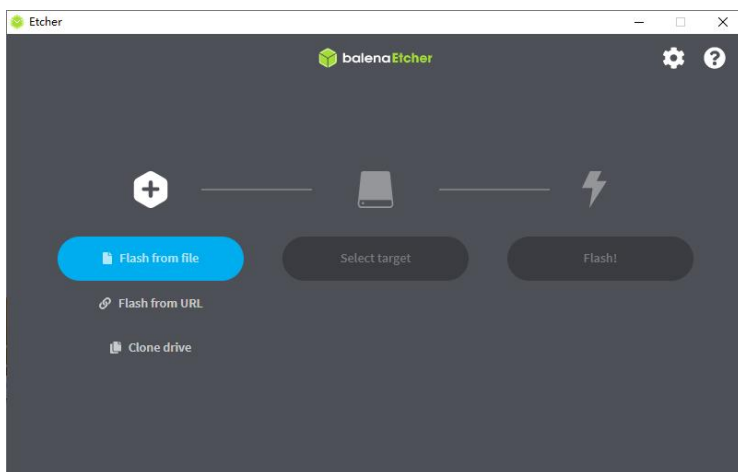 Etcher
balenaEtcher
Flash from file
Select target
Flash!
Flash from URL
Clone drive